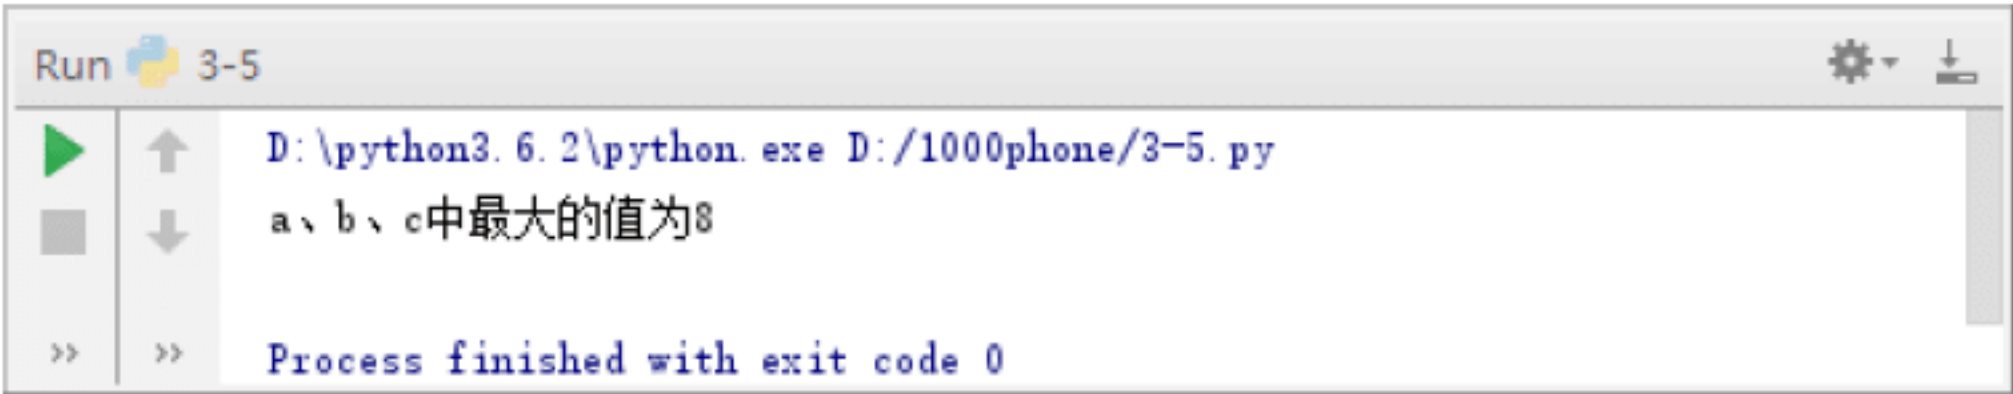 Run 3-5
D:\python3.6.2\python.exe D:/1000phone/3-5.py
a、b、c中最大的值为8
Process finished with exit code 0